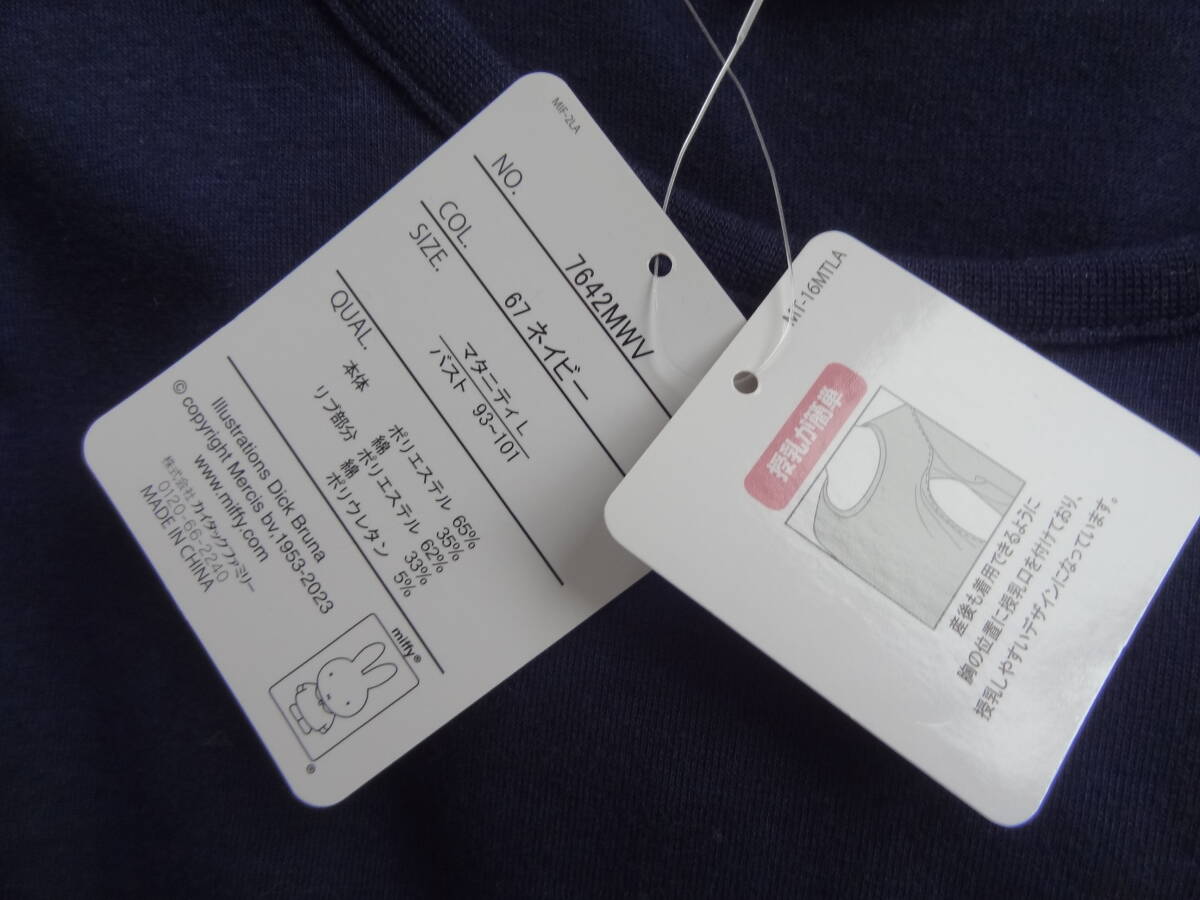 MIF-2LA
NO. 7642MWV
COL. 67 ネイビー
SIZE. マタニティ L
バスト 93~101
QUAL.
本体 ポリエステル 65%
綿 35%
リブ部分 ポリエステル 62%
綿 33%
ポリウレタン 5%
Illustrations Dick Bruna
© copyright Mercis bv,1953-2023
www.miffy.com
株式会社 カイタックファミリー
0120-66-2240
MADE IN CHINA
miffy®
®
MT-16MTLA
授乳が簡単
産後も着用できるように
胸の位置に授乳口を付けており、
授乳しやすいデザインになっています。